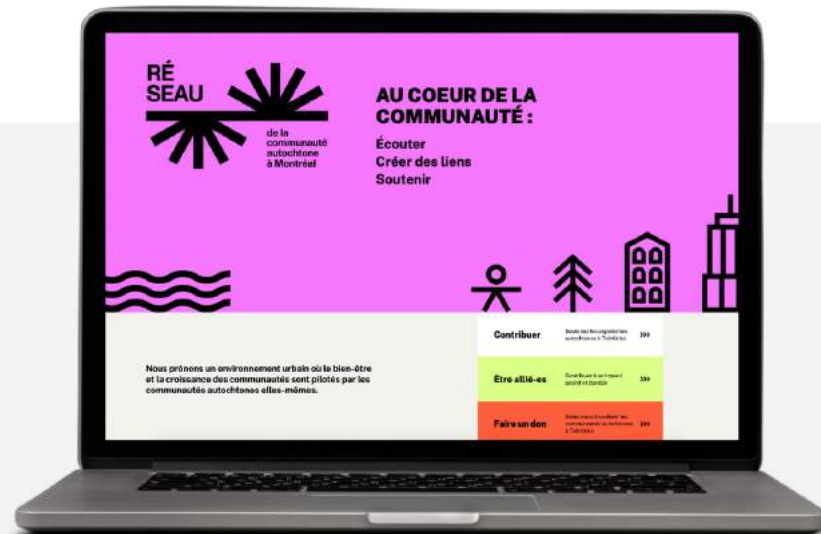 RÉ
SEAU
de la
communauté
autochtone
à Montréal
AU COEUR DE LA
COMMUNAUTÉ :
Écouter
Créer des liens
Soutenir
Nous prônons un environnement urbain où le bien-être
et la croissance des communautés sont pilotés par les
communautés autochtones elles-mêmes.
Contribuer
Être allié-es
Faire un don